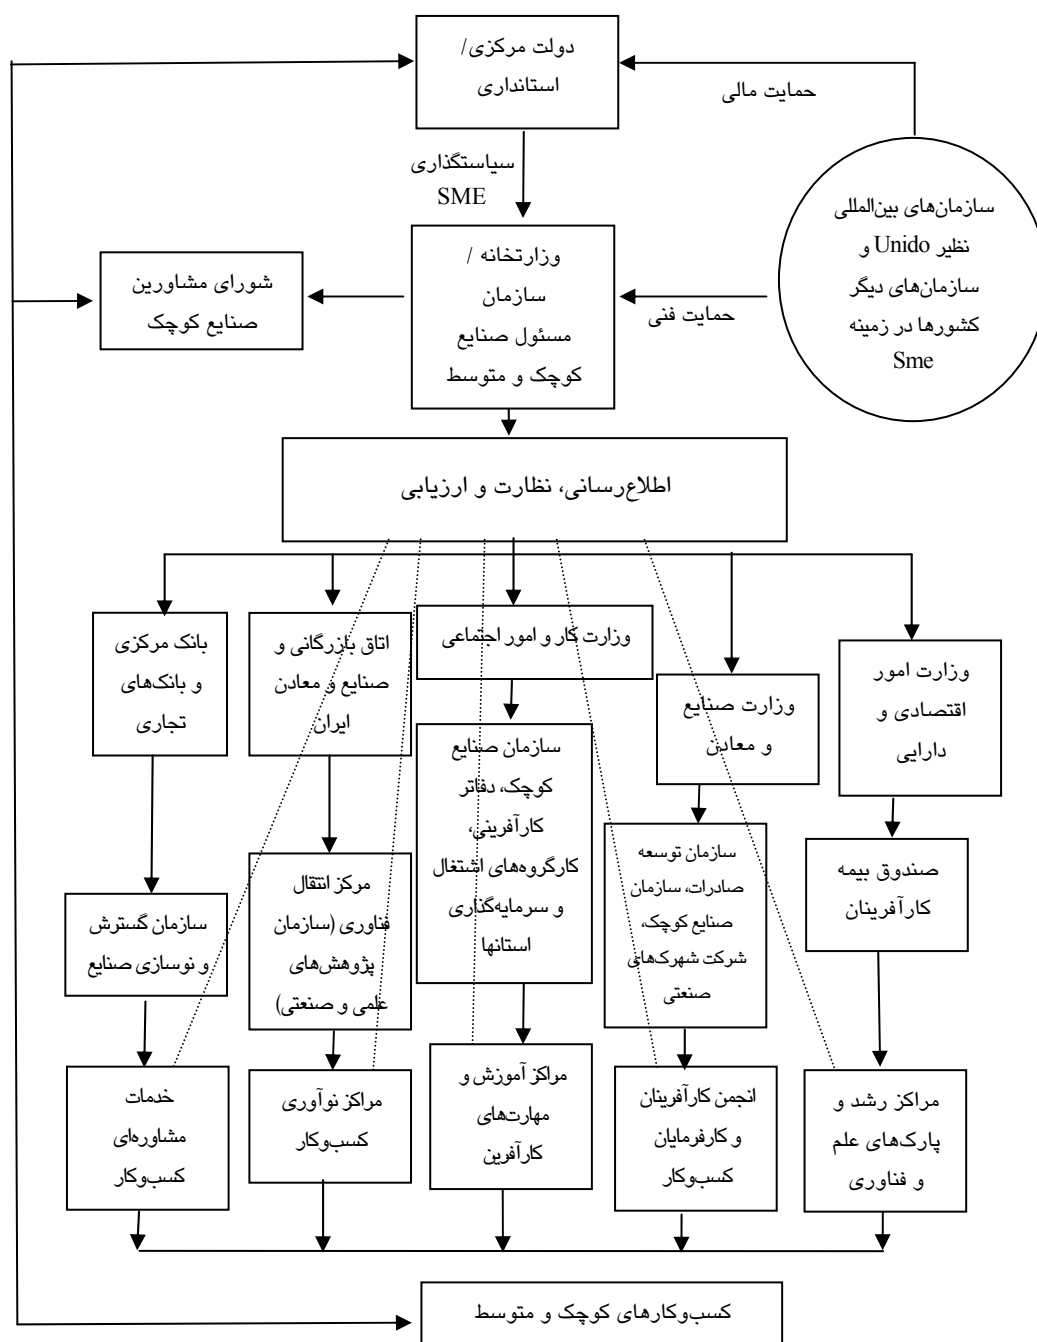 دولت مرکزی/
استانداری
حمایت مالی
سیاستگذاری
SME
سازمان‌های بین‌المللی
نظیر Unido و
سازمان‌های دیگر
کشورها در زمینه
Sme
وزارتخانه /
سازمان
مسئول صنایع
کوچک و متوسط
حمایت فنی
شورای مشاورین
صنایع کوچک
اطلاع‌رسانی، نظارت و ارزیابی
وزارت امور
اقتصادی و
دارایی
وزارت صنایع
و معادن
وزارت کار و امور اجتماعی
اتاق بازرگانی و
صنایع و معادن
ایران
بانک مرکزی
و بانک‌های
تجاری
صندوق بیمه
کارآفرینان
سازمان توسعه
صادرات، سازمان
صنایع کوچک،
شرکت شهرک‌های
صنعتی
سازمان صنایع
کوچک، دفاتر
کارآفرینی،
کارگروه‌های اشتغال
و سرمایه‌گذاری
استانها
مرکز انتقال
فناوری (سازمان
پژوهش‌های
علمی و صنعتی)
سازمان گسترش
و نوسازی صنایع
مراکز رشد و
پارک‌های علم
و فناوری
انجمن کارآفرینان
و کارفرمایان
کسب‌وکار
مراکز آموزش و
مهارت‌های
کارآفرین
مراکز نوآوری
کسب‌وکار
خدمات
مشاوره‌ای
کسب‌وکار
کسب‌وکارهای کوچک و متوسط